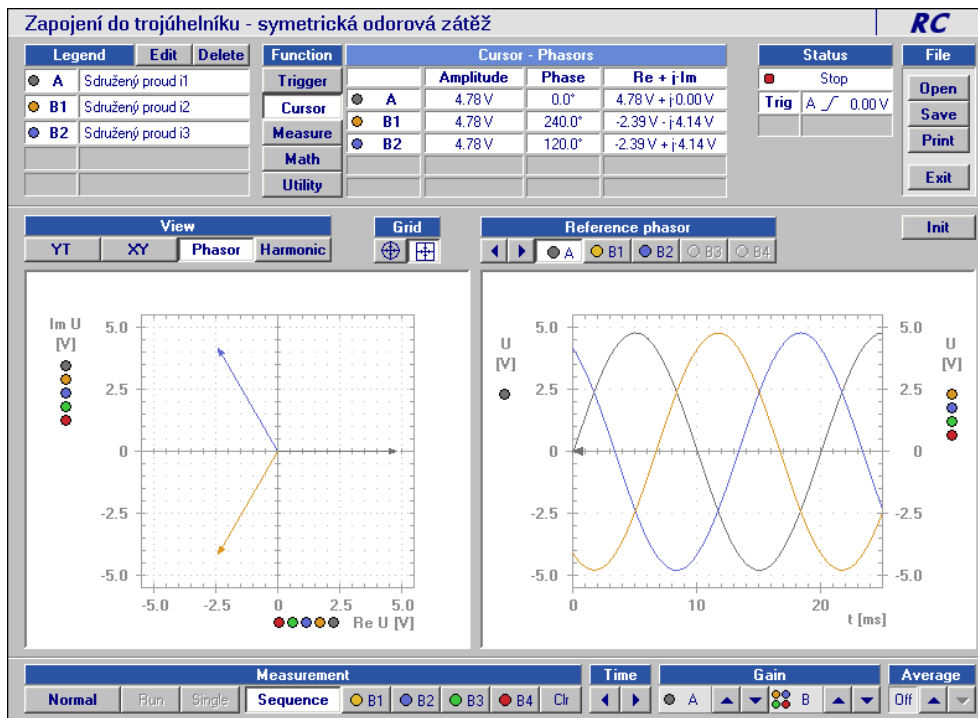 Zapojení do trojúhelníku - symetrická odorová zátěž RC
Legend Edit Delete
A Sdružený proud i1
B1 Sdružený proud i2
B2 Sdružený proud i3
Function
Trigger
Cursor
Measure
Math
Utility
Cursor - Phasors
Amplitude Phase Re + j·Im
A 4.78 V 0.0° 4.78 V + j·0.00 V
B1 4.78 V 240.0° -2.39 V - j·4.14 V
B2 4.78 V 120.0° -2.39 V + j·4.14 V
Status
Stop
Trig A 0.00 V
File
Open
Save
Print
Exit
View
YT XY Phasor Harmonic
Grid
Reference phasor
A B1 B2 B3 B4
Init
Im U
[V]
5.0
2.5
0
-2.5
-5.0
-5.0 -2.5 0 2.5 5.0
Re U [V]
U
[V]
5.0
2.5
0
-2.5
-5.0
0 10 20
t [ms]
5.0
2.5
0
-2.5
-5.0
U
[V]
Measurement
Normal Run Single Sequence B1 B2 B3 B4 Clr
Time
Gain
A B
Average
Off